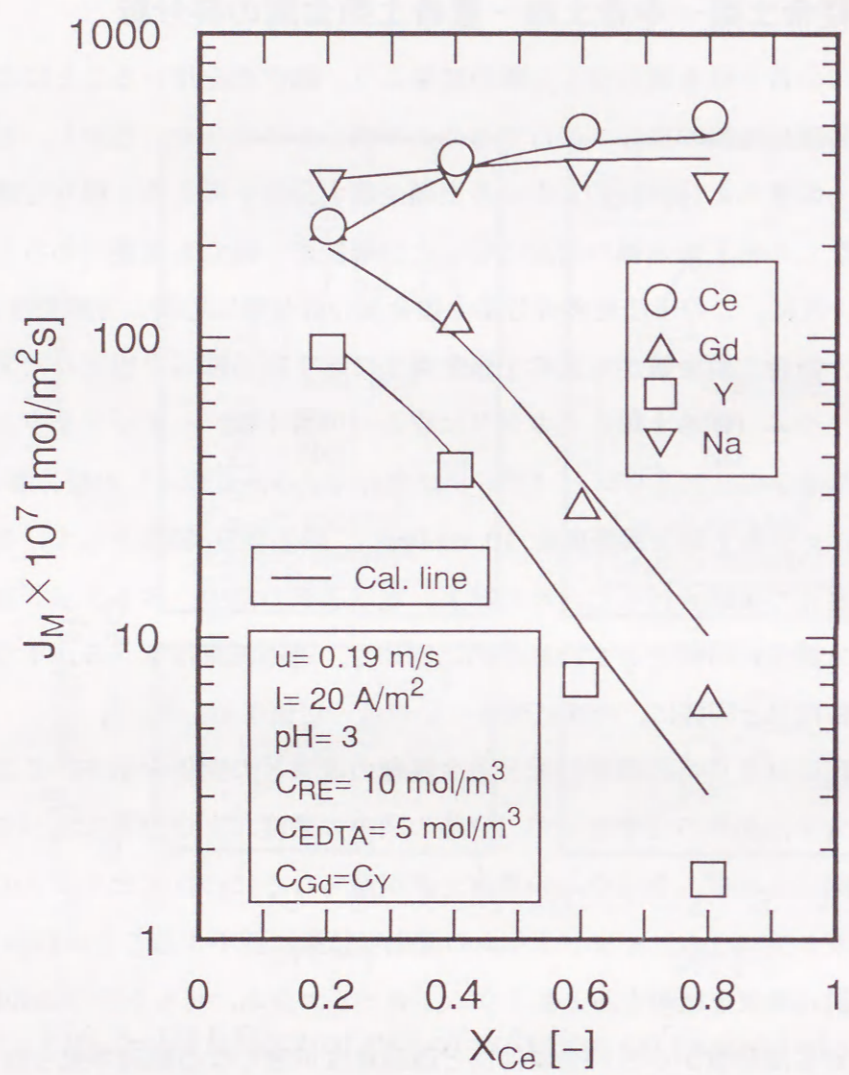 1000
100
10
1
J_M × 10^7 [mol/m^2s]
Ce
Gd
Y
Na
Cal. line
u= 0.19 m/s
I= 20 A/m^2
pH= 3
C_RE= 10 mol/m^3
C_EDTA= 5 mol/m^3
C_Gd=C_Y
0 0.2 0.4 0.6 0.8 1
X_Ce [-]